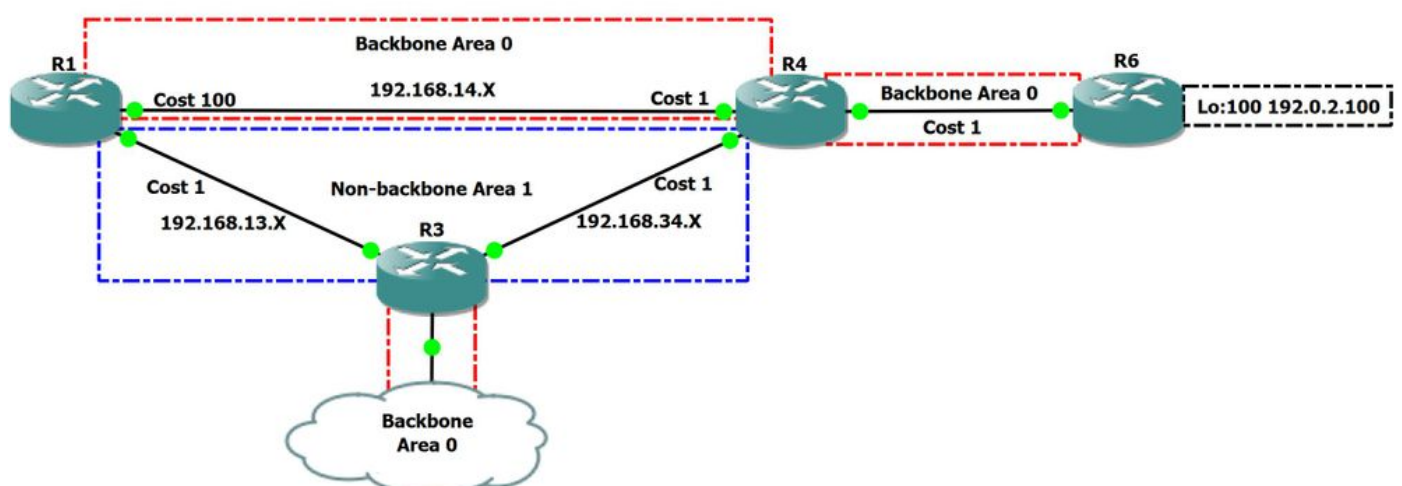 Backbone Area 0
R1
R4
R6
192.168.14.X
Cost 100
Cost 1
Backbone Area 0
Cost 1
Lo:100 192.0.2.100
Cost 1
Non-backbone Area 1
Cost 1
192.168.13.X
192.168.34.X
R3
Backbone
Area 0